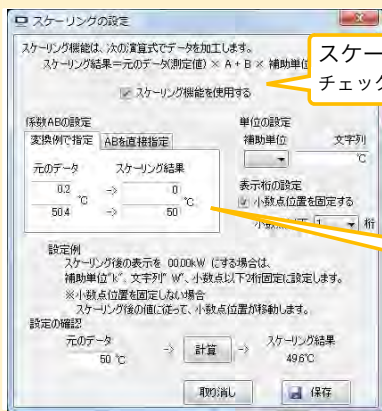 スケーリングの設定
スケーリング機能は、次の演算式でデータを加工します。
スケーリング結果=元のデータ(測定値) × A + B × 補助単位
スケー
チェック
スケーリング機能を使用する
係数ABの設定
単位の設定
変換例で指定 ABを直接指定
補助単位 文字列
℃
元のデータ スケーリング結果
0.2 -> 0
℃ ℃
50.4 -> 50
表示桁の設定
小数点位置を固定する
1 桁
設定例
スケーリング後の表示を 00.00kW にする場合は、
補助単位"k"、文字列" W"、小数点以下2桁固定に設定します。
※小数点位置を固定しない場合
スケーリング後の値に従って、小数点位置が移動します。
設定の確認
元のデータ スケーリング結果
50 ℃ -> 計算 -> 49.6℃
取り消し 保存